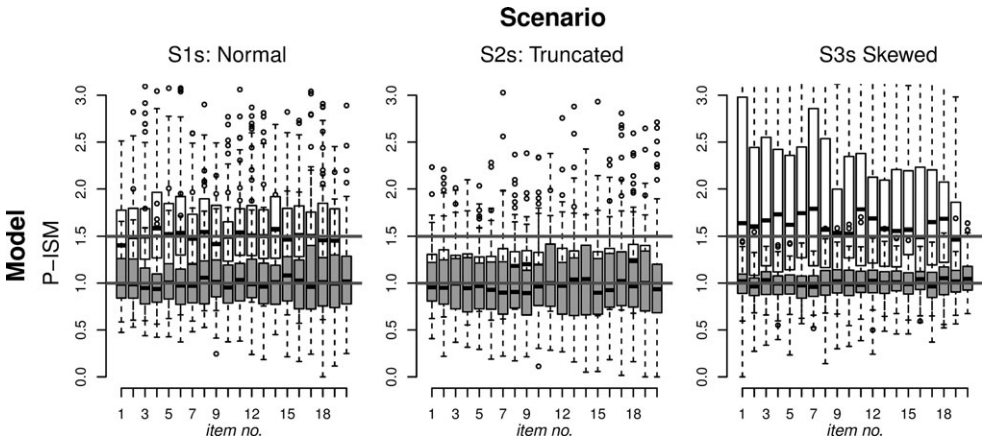 Scenario
S1s: Normal
S2s: Truncated
S3s Skewed
Model
P-ISM
0.0 0.5 1.0 1.5 2.0 2.5 3.0
0.0 0.5 1.0 1.5 2.0 2.5 3.0
0.0 0.5 1.0 1.5 2.0 2.5 3.0
1 3 5 7 9 12 15 18
1 3 5 7 9 12 15 18
1 3 5 7 9 12 15 18
item no.
item no.
item no.